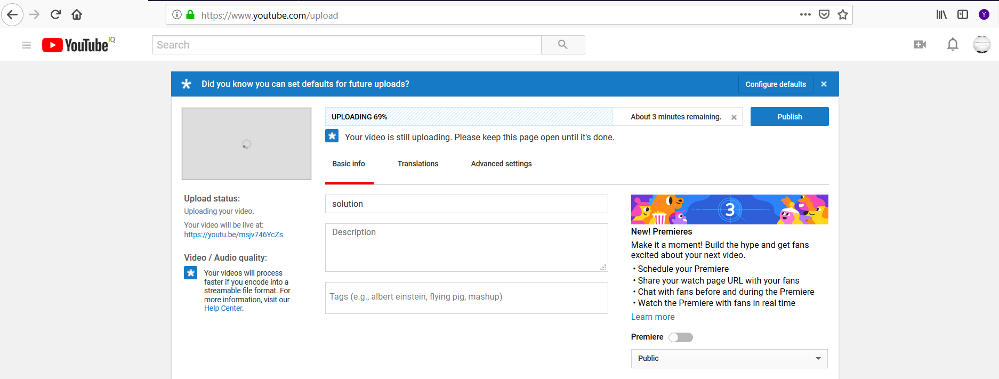 https://www.youtube.com/upload
Y
YouTube IQ
Search
Did you know you can set defaults for future uploads?
Configure defaults
UPLOADING 69%
About 3 minutes remaining.
Publish
Your video is still uploading. Please keep this page open until it's done.
Basic info
Translations
Advanced settings
Upload status:
Uploading your video.
Your video will be live at:
https://youtu.be/msjv746YcZs
Video / Audio quality:
Your videos will process
faster if you encode into a
streamable file format. For
more information, visit our
Help Center.
solution
Description
Tags (e.g., albert einstein, flying pig, mashup)
3
New! Premieres
Make it a moment! Build the hype and get fans
excited about your next video.
• Schedule your Premiere
• Share your watch page URL with your fans
• Chat with fans before and during the Premiere
• Watch the Premiere with fans in real time
Learn more
Premiere
Public